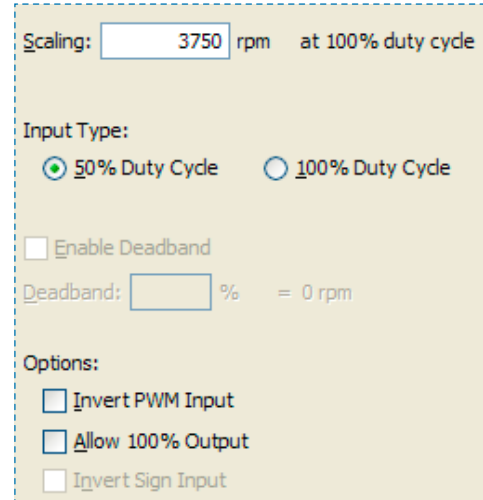 Scaling: 3750 rpm at 100% duty cycle
Input Type:
50% Duty Cycle 100% Duty Cycle
Enable Deadband
Deadband: % = 0 rpm
Options:
Invert PWM Input
Allow 100% Output
Invert Sign Input